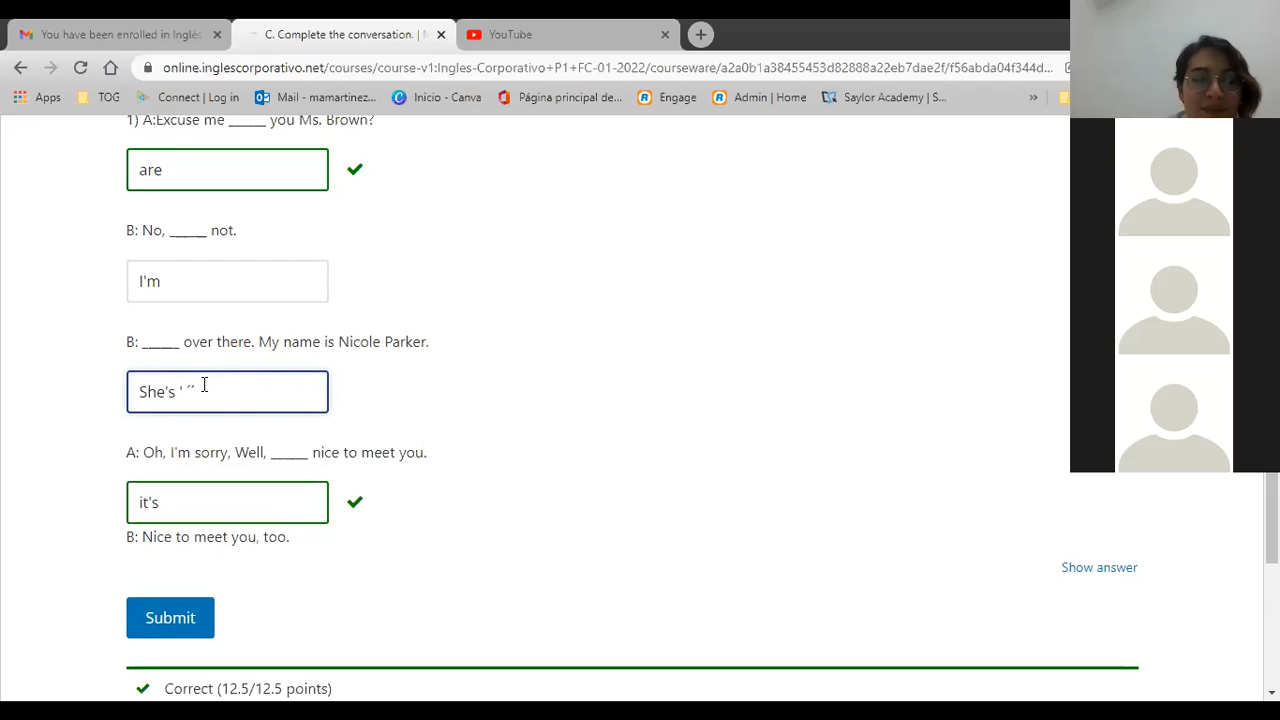 You have been enrolled in Inglés
C. Complete the conversation. | M
YouTube
online.inglescorporativo.net/courses/course-v1:Ingles-Corporativo+P1+FC-01-2022/courseware/a2a0b1a38455453d82888a22eb7dae2f/f56abda04f344d...
Apps
TOG
Connect | Log in
Mail - mamartinez...
Inicio - Canva
Página principal de...
Engage
Admin | Home
Saylor Academy | S...
»
1) A:Excuse me ______ you Ms. Brown?
are
B: No, ______ not.
I'm
B: ______ over there. My name is Nicole Parker.
She's ' ´´
A: Oh, I'm sorry, Well, ______ nice to meet you.
it's
B: Nice to meet you, too.
Show answer
Submit
Correct (12.5/12.5 points)